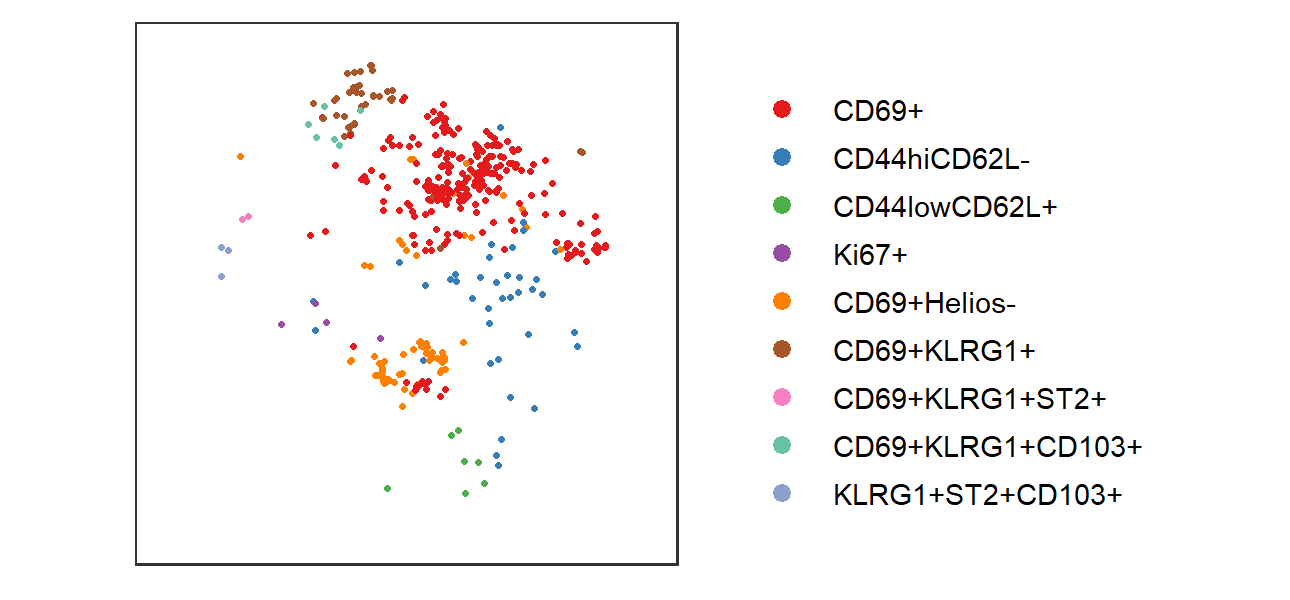 CD69+
CD44hiCD62L-
CD44lowCD62L+
Ki67+
CD69+Helios-
CD69+KLRG1+
CD69+KLRG1+ST2+
CD69+KLRG1+CD103+
KLRG1+ST2+CD103+